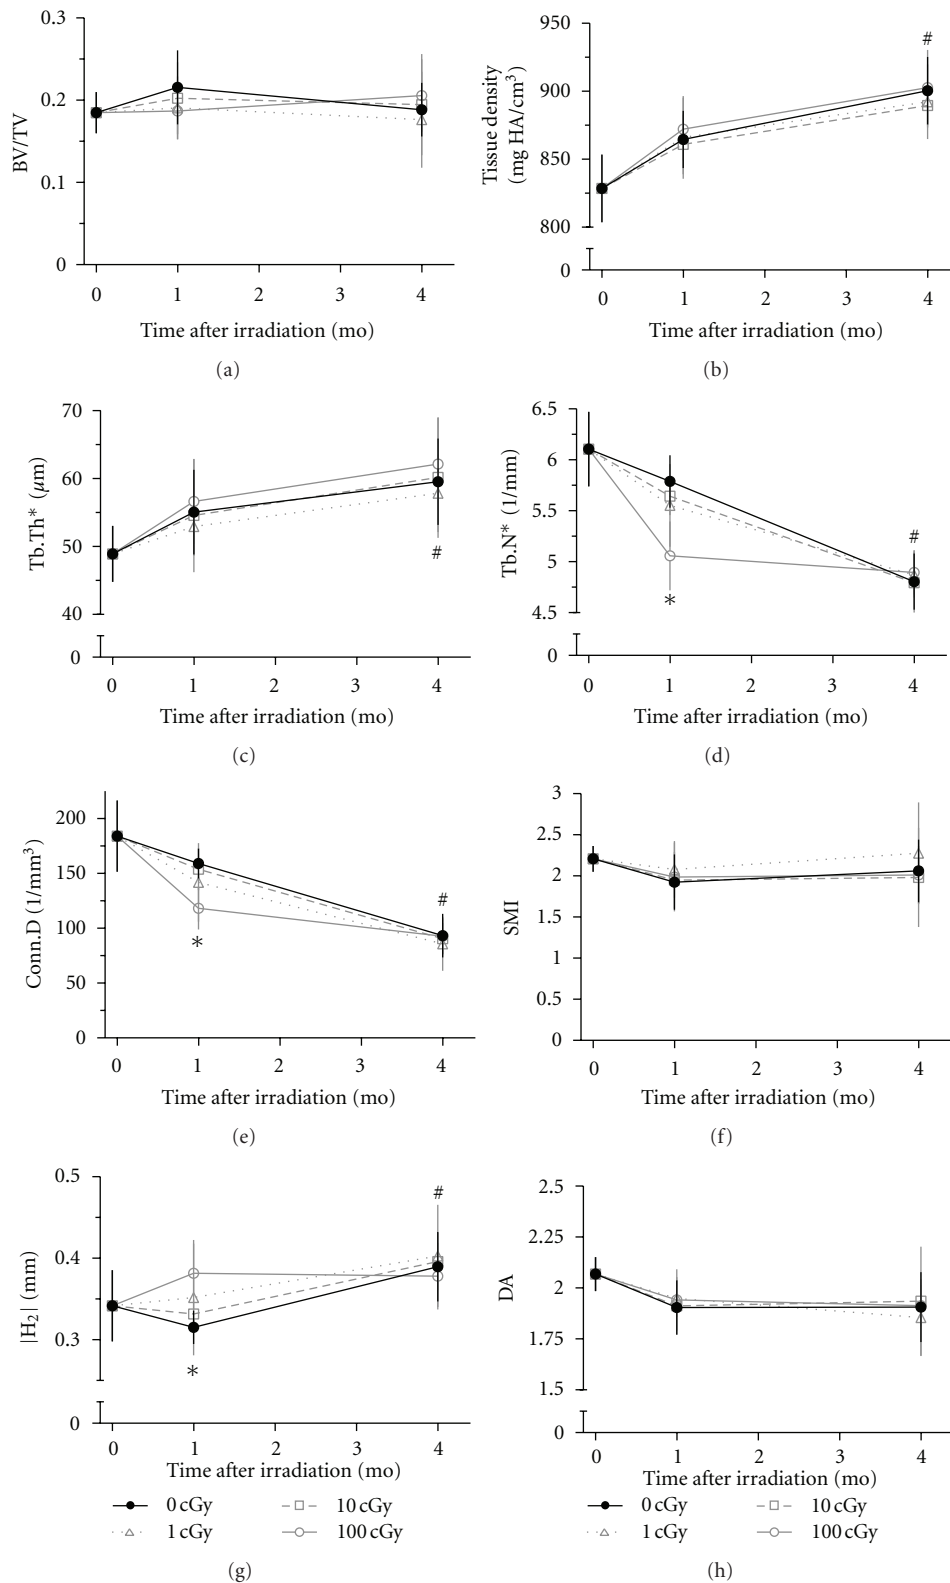 0.3
0.2
0.1
0
BV/TV
0 1 2 3 4
Time after irradiation (mo)
(a)
950
900
850
800
0
Tissue density
(mg HA/cm³)
#
0 1 2 3 4
Time after irradiation (mo)
(b)
70
60
50
40
0
Tb.Th* (μm)
#
0 1 2 3 4
Time after irradiation (mo)
(c)
6.5
6
5.5
5
4.5
0
Tb.N* (1/mm)
*
#
0 1 2 3 4
Time after irradiation (mo)
(d)
200
150
100
50
0
Conn.D (1/mm³)
*
#
0 1 2 3 4
Time after irradiation (mo)
(e)
3
2.5
2
1.5
1
0.5
0
SMI
0 1 2 3 4
Time after irradiation (mo)
(f)
0.5
0.4
0.3
0
|H₂| (mm)
*
#
0 1 2 3 4
Time after irradiation (mo)
0 cGy 10 cGy
1 cGy 100 cGy
(g)
2.5
2.25
2
1.75
1.5
0
DA
0 1 2 3 4
Time after irradiation (mo)
0 cGy 10 cGy
1 cGy 100 cGy
(h)